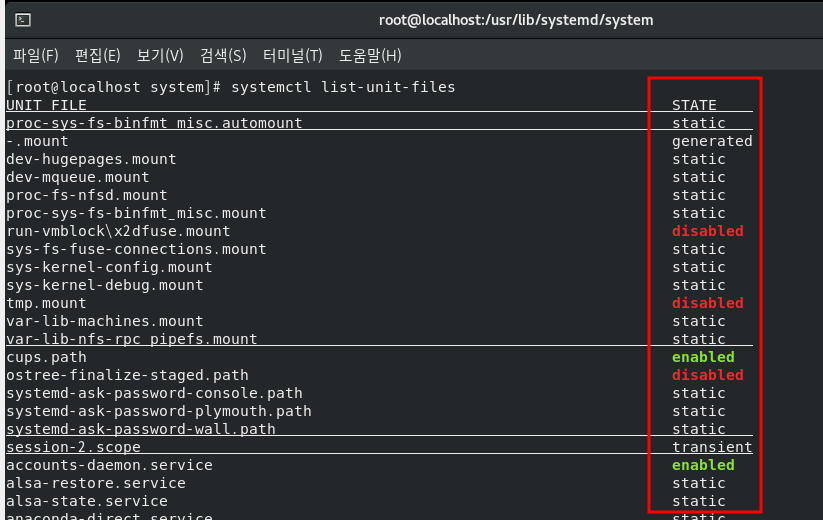 root@localhost:/usr/lib/systemd/system
파일(F) 편집(E) 보기(V) 검색(S) 터미널(T) 도움말(H)
[root@localhost system]# systemctl list-unit-files
UNIT FILE STATE
proc-sys-fs-binfmt_misc.automount static
-.mount generated
dev-hugepages.mount static
dev-mqueue.mount static
proc-fs-nfsd.mount static
proc-sys-fs-binfmt_misc.mount static
run-vmblock\x2dfuse.mount disabled
sys-fs-fuse-connections.mount static
sys-kernel-config.mount static
sys-kernel-debug.mount static
tmp.mount disabled
var-lib-machines.mount static
var-lib-nfs-rpc_pipefs.mount static
cups.path enabled
ostree-finalize-staged.path disabled
systemd-ask-password-console.path static
systemd-ask-password-plymouth.path static
systemd-ask-password-wall.path static
session-2.scope transient
accounts-daemon.service enabled
alsa-restore.service static
alsa-state.service static
anaconda-direct.service static